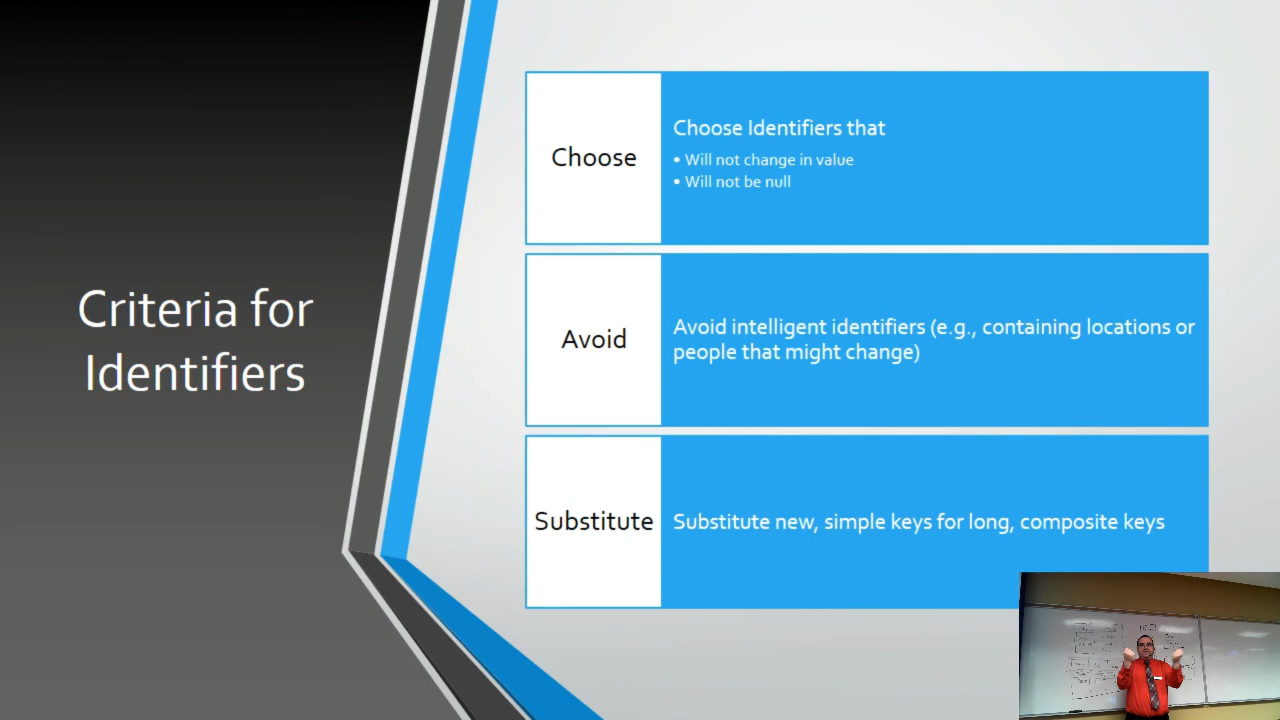 Criteria for
Identifiers
Choose
Choose Identifiers that
• Will not change in value
• Will not be null
Avoid
Avoid intelligent identifiers (e.g., containing locations or
people that might change)
Substitute
Substitute new, simple keys for long, composite keys